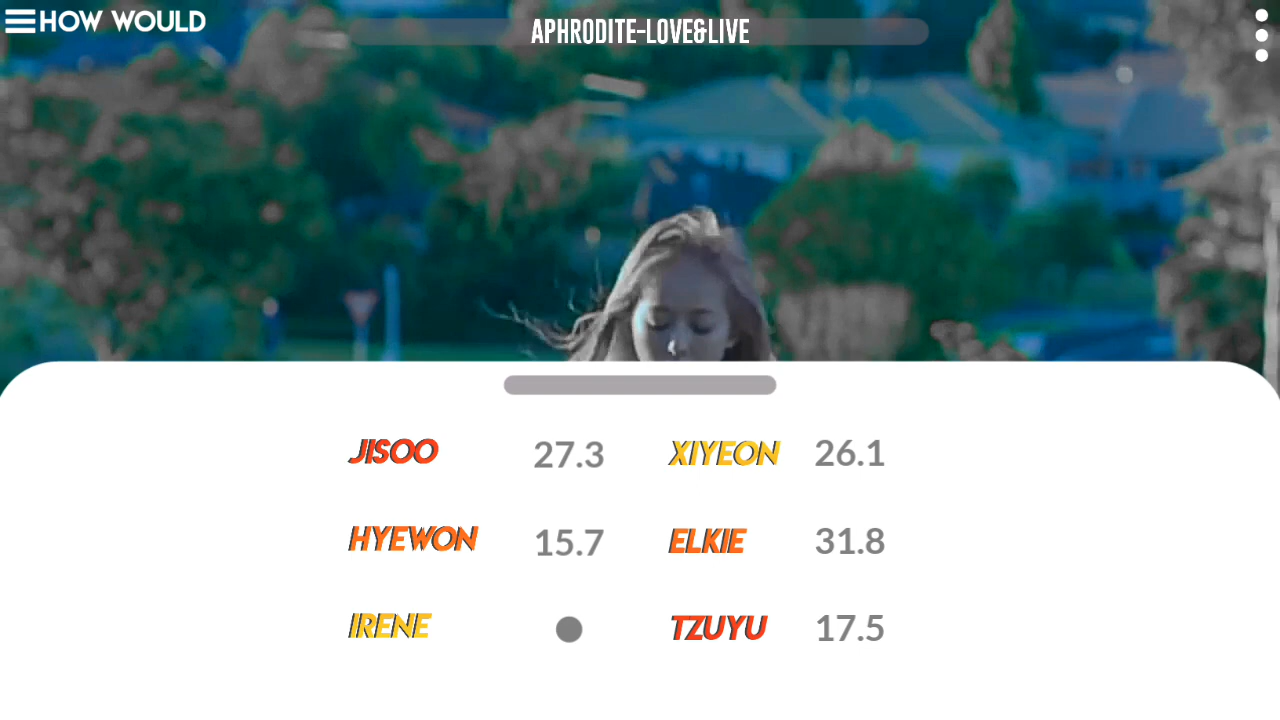 HOW WOULD
APHRODITE-LOVE&LIVE
JISOO 27.3 XIYEON 26.1
HYEWON 15.7 ELKIE 31.8
IRENE TZUYU 17.5